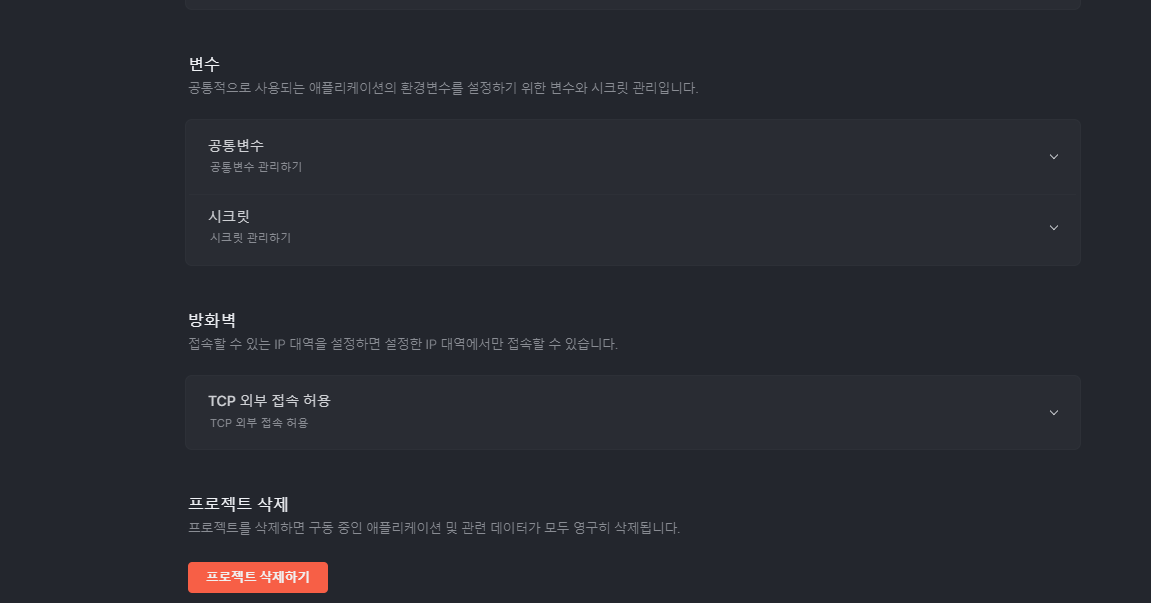 변수
공통적으로 사용되는 애플리케이션의 환경변수를 설정하기 위한 변수와 시크릿 관리입니다.
공통변수
공통변수 관리하기
시크릿
시크릿 관리하기
방화벽
접속할 수 있는 IP 대역을 설정하면 설정한 IP 대역에서만 접속할 수 있습니다.
TCP 외부 접속 허용
TCP 외부 접속 허용
프로젝트 삭제
프로젝트를 삭제하면 구동 중인 애플리케이션 및 관련 데이터가 모두 영구히 삭제됩니다.
프로젝트 삭제하기